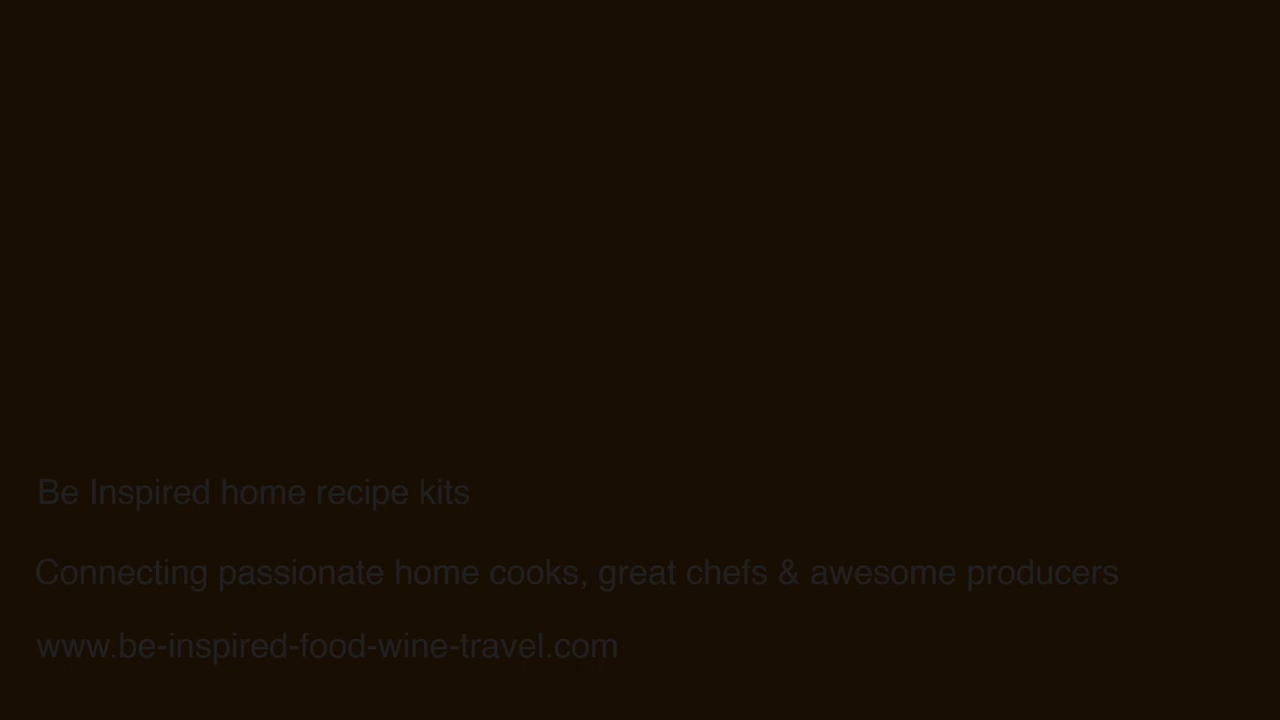 Be Inspired home recipe kits
Connecting passionate home cooks, great chefs & awesome producers
www.be-inspired-food-wine-travel.com